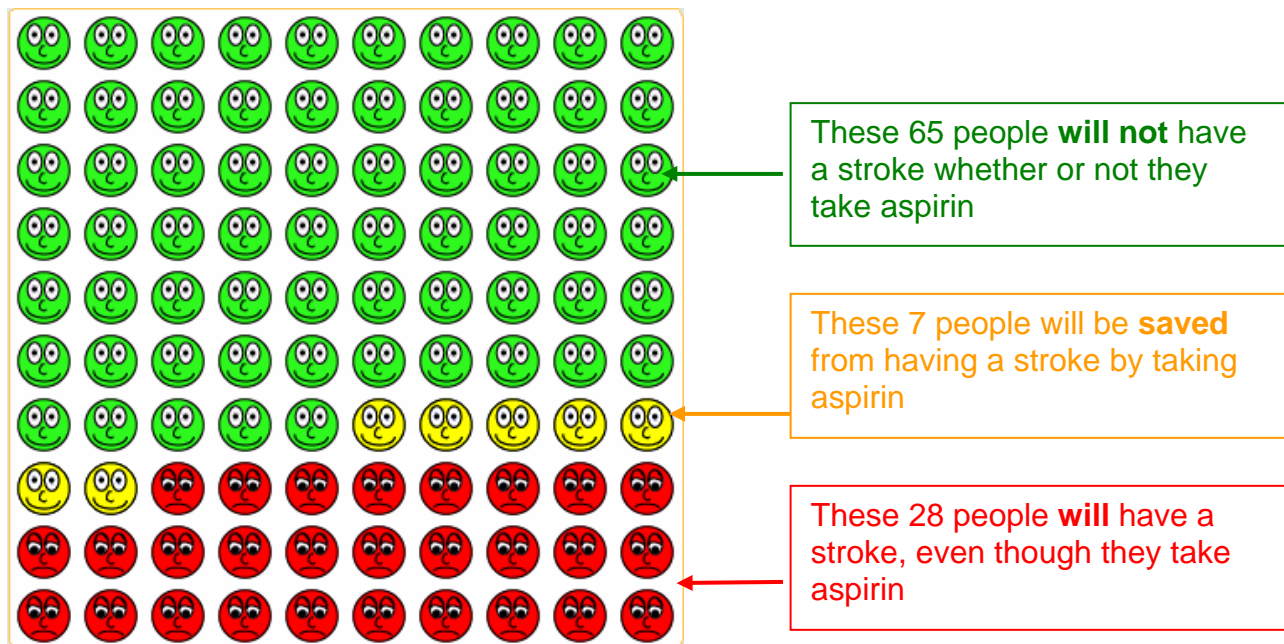 These 65 people will not have
a stroke whether or not they
take aspirin
These 7 people will be saved
from having a stroke by taking
aspirin
These 28 people will have a
stroke, even though they take
aspirin